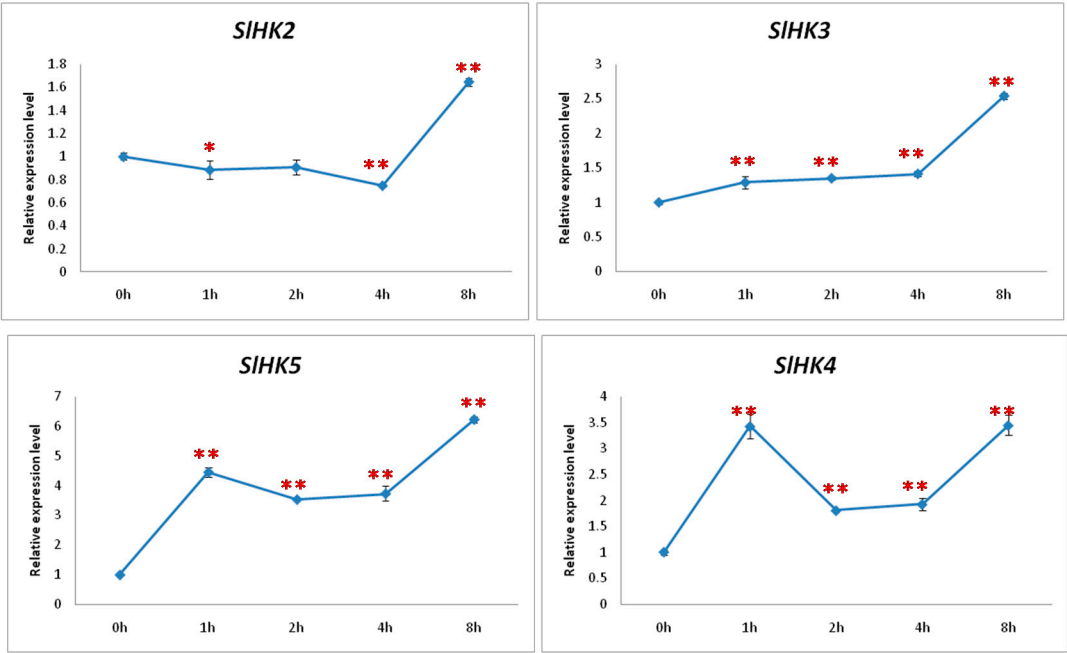 SlHK2
Relative expression level
1.8
1.6
1.4
1.2
1
0.8
0.6
0.4
0.2
0
*
**
**
0h 1h 2h 4h 8h
SlHK3
Relative expression level
3
2.5
2
1.5
1
0.5
0
** ** ** **
0h 1h 2h 4h 8h
SlHK5
Relative expression level
7
6
5
4
3
2
1
0
** ** ** **
0h 1h 2h 4h 8h
SlHK4
Relative expression level
4
3.5
3
2.5
2
1.5
1
0.5
0
** ** ** **
0h 1h 2h 4h 8h